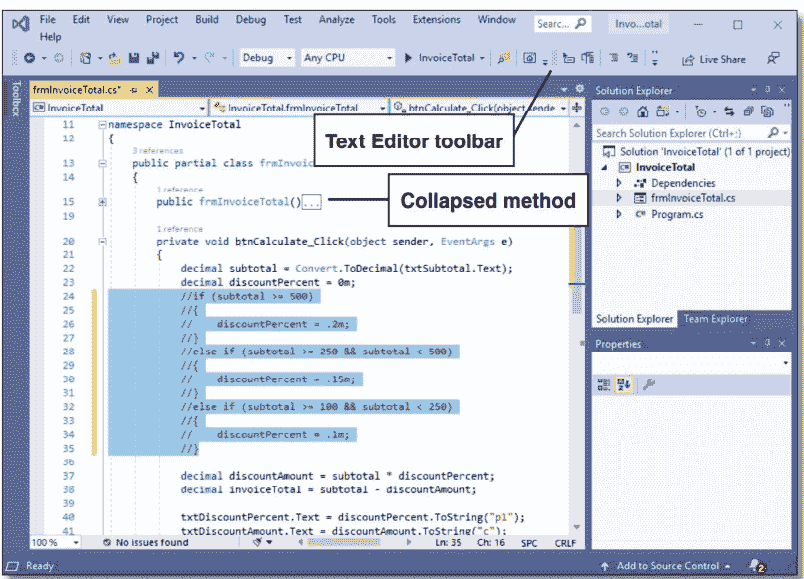 File Edit View Project Build Debug Test Analyze Tools Extensions Window Searc... Invo...otal
Help
Debug Any CPU InvoiceTotal Live Share
Toolbox
frmInvoiceTotal.cs*
InvoiceTotal InvoiceTotal.frmInvoiceTotal btnCalculate_Click(object sende
Text Editor toolbar
Collapsed method
11 namespace InvoiceTotal
12 {
3 references
13 public partial class frmInvoic
14 {
1 reference
15 public frmInvoiceTotal()...
19
1 reference
20 private void btnCalculate_Click(object sender, EventArgs e)
21 {
22 decimal subtotal = Convert.ToDecimal(txtSubtotal.Text);
23 decimal discountPercent = 0m;
24 //if (subtotal >= 500)
25 //{
26 // discountPercent = .2m;
27 //}
28 //else if (subtotal >= 250 && subtotal < 500)
29 //{
30 // discountPercent = .15m;
31 //}
32 //else if (subtotal >= 100 && subtotal < 250)
33 //{
34 // discountPercent = .1m;
35 //}
36
37 decimal discountAmount = subtotal * discountPercent;
38 decimal invoiceTotal = subtotal - discountAmount;
39
40 txtDiscountPercent.Text = discountPercent.ToString("p1");
41 txtDiscountAmount.Text = discountAmount.ToString("c");
100 % No issues found Ln: 35 Ch: 16 SPC CRLF
Solution Explorer
Search Solution Explorer (Ctrl+;)
Solution 'InvoiceTotal' (1 of 1 project)
InvoiceTotal
Dependencies
frmInvoiceTotal.cs
C# Program.cs
Solution Explorer Team Explorer
Properties
Ready Add to Source Control 2